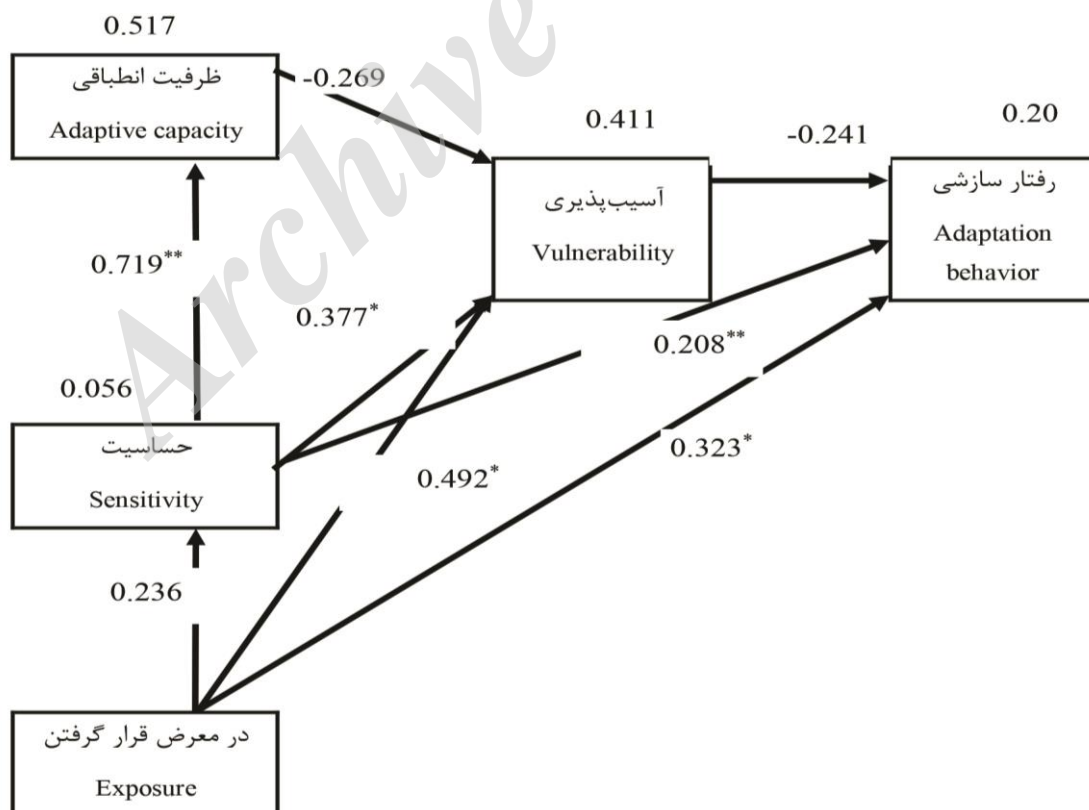 0.517
ظرفیت انطباقی
Adaptive capacity
-0.269
0.411
-0.241
0.20
آسیب‌پذیری
Vulnerability
رفتار سازشی
Adaptation
behavior
0.719**
0.377*
0.208**
0.056
حساسیت
Sensitivity
0.492*
0.323*
0.236
در معرض قرار گرفتن
Exposure
Archive